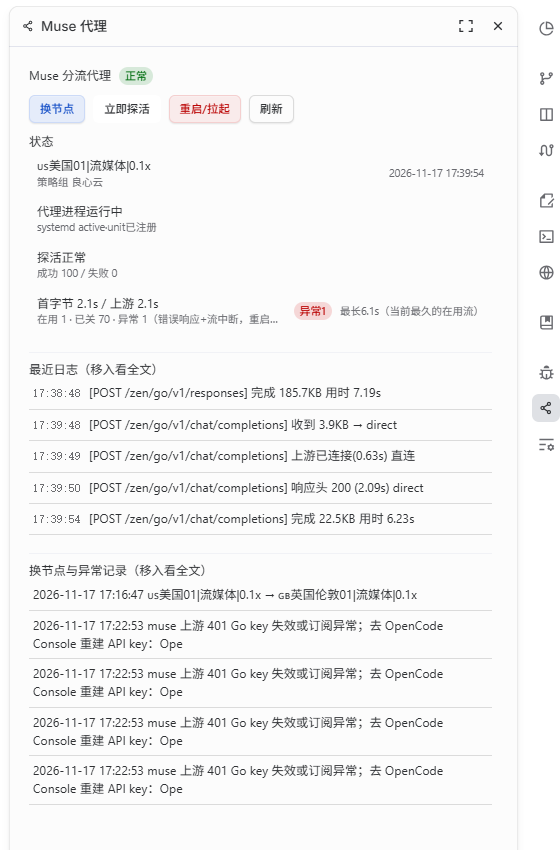 Muse 代理
Muse 分流代理 正常
换节点 立即探活 重启/拉起 刷新
状态
us美国01|流媒体|0.1x
策略组 良心云
2026-11-17 17:39:54
代理进程运行中
systemd active·unit已注册
探活正常
成功 100 / 失败 0
首字节 2.1s / 上游 2.1s
在用 1 · 已关 70 · 异常 1（错误响应+流中断，重启...
异常1 最长6.1s（当前最久的在用流）
最近日志（移入看全文）
17:38:48 [POST /zen/go/v1/responses] 完成 185.7KB 用时 7.19s
17:39:48 [POST /zen/go/v1/chat/completions] 收到 3.9KB → direct
17:39:49 [POST /zen/go/v1/chat/completions] 上游已连接(0.63s) 直连
17:39:50 [POST /zen/go/v1/chat/completions] 响应头 200 (2.09s) direct
17:39:54 [POST /zen/go/v1/chat/completions] 完成 22.5KB 用时 6.23s
换节点与异常记录（移入看全文）
2026-11-17 17:16:47 us美国01|流媒体|0.1x → GB英国伦敦01|流媒体|0.1x
2026-11-17 17:22:53 muse 上游 401 Go key 失效或订阅异常；去 OpenCode
Console 重建 API key：Ope
2026-11-17 17:22:53 muse 上游 401 Go key 失效或订阅异常；去 OpenCode
Console 重建 API key：Ope
2026-11-17 17:22:53 muse 上游 401 Go key 失效或订阅异常；去 OpenCode
Console 重建 API key：Ope
2026-11-17 17:22:53 muse 上游 401 Go key 失效或订阅异常；去 OpenCode
Console 重建 API key：Ope